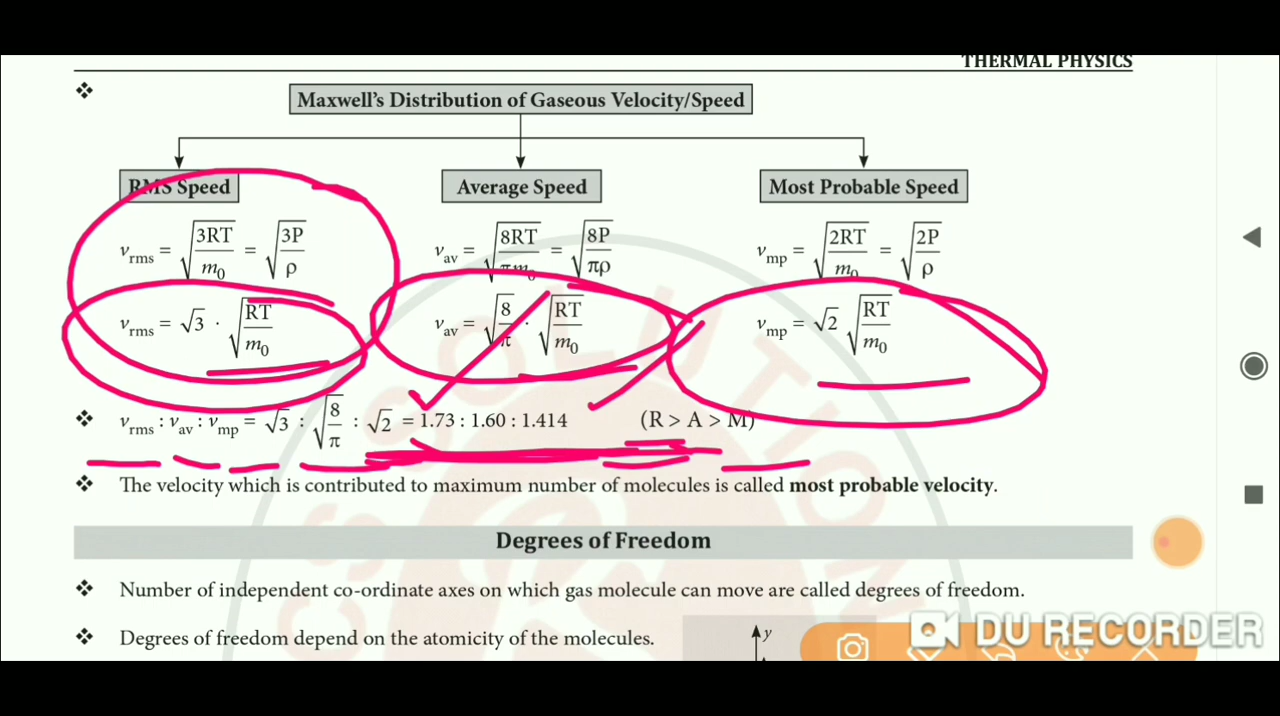 THERMAL PHYSICS
❖
Maxwell's Distribution of Gaseous Velocity/Speed
RMS Speed
Average Speed
Most Probable Speed
v_rms = √(3RT/m₀) = √(3P/ρ)
v_av = √(8RT/πm₀) = √(8P/πρ)
v_mp = √(2RT/m₀) = √(2P/ρ)
v_rms = √3 · √(RT/m₀)
v_av = √(8/π) · √(RT/m₀)
v_mp = √2 √(RT/m₀)
❖ v_rms : v_av : v_mp = √3 : √(8/π) : √2 = 1.73 : 1.60 : 1.414 (R > A > M)
❖ The velocity which is contributed to maximum number of molecules is called most probable velocity.
Degrees of Freedom
❖ Number of independent co-ordinate axes on which gas molecule can move are called degrees of freedom.
❖ Degrees of freedom depend on the atomicity of the molecules.
y
DU RECORDER